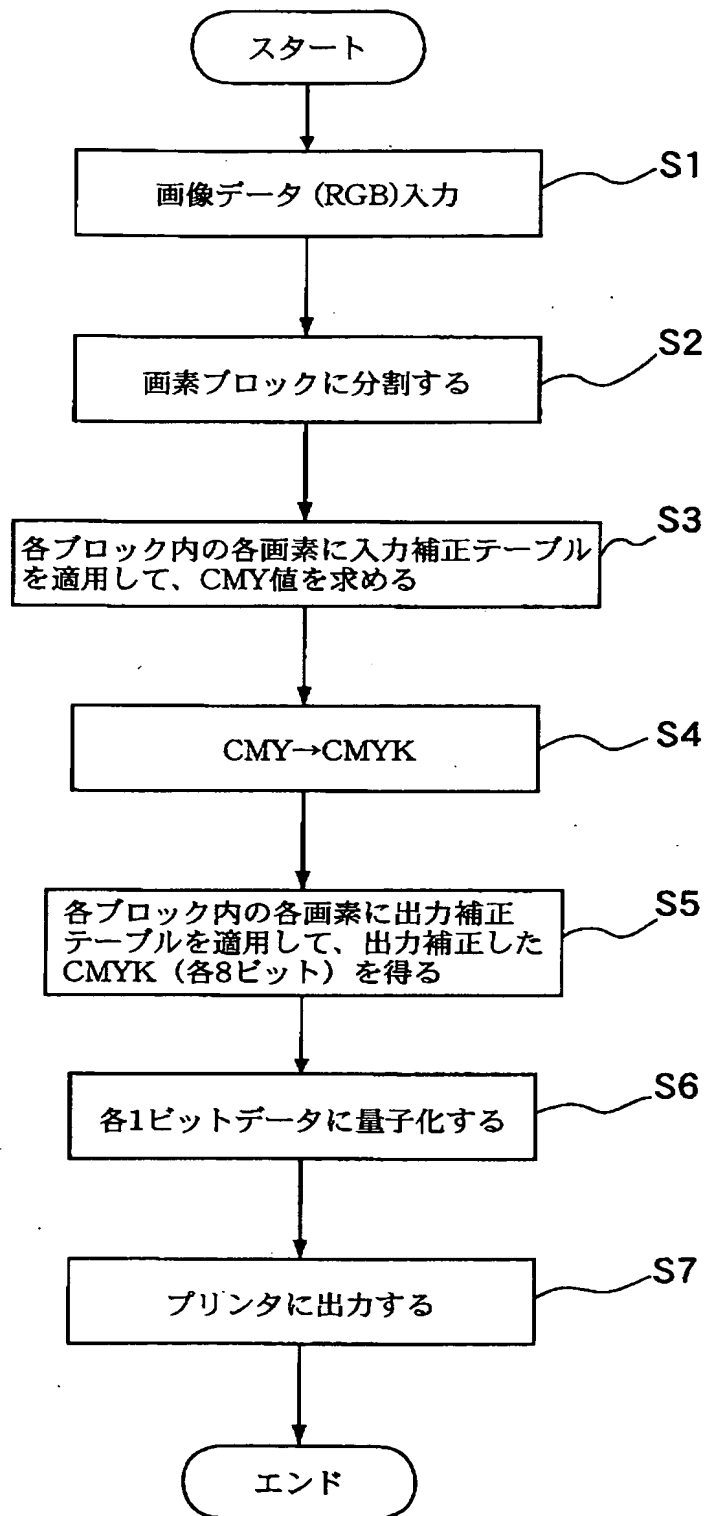 スタート
画像データ (RGB)入力
S1
画素ブロックに分割する
S2
各ブロック内の各画素に入力補正テーブル
を適用して、CMY値を求める
S3
CMY→CMYK
S4
各ブロック内の各画素に出力補正
テーブルを適用して、出力補正した
CMYK（各8ビット）を得る
S5
各1ビットデータに量子化する
S6
プリンタに出力する
S7
エンド